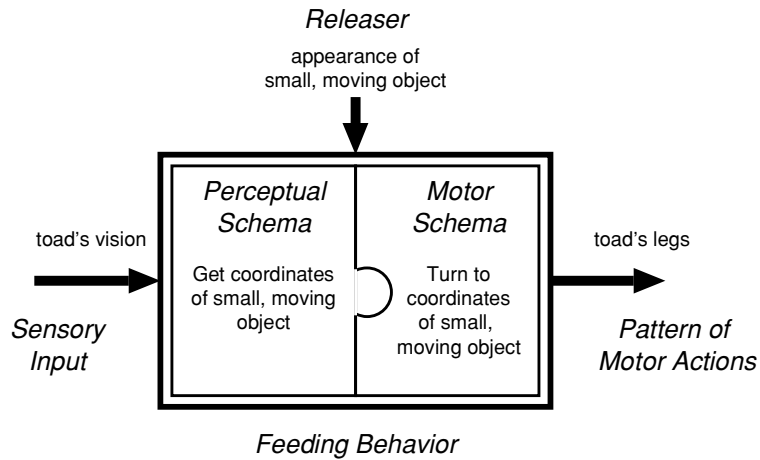 Releaser
appearance of
small, moving object
Perceptual
Schema
Motor
Schema
toad's vision
toad's legs
Get coordinates
of small, moving
object
Turn to
coordinates
of small,
moving object
Sensory
Input
Pattern of
Motor Actions
Feeding Behavior